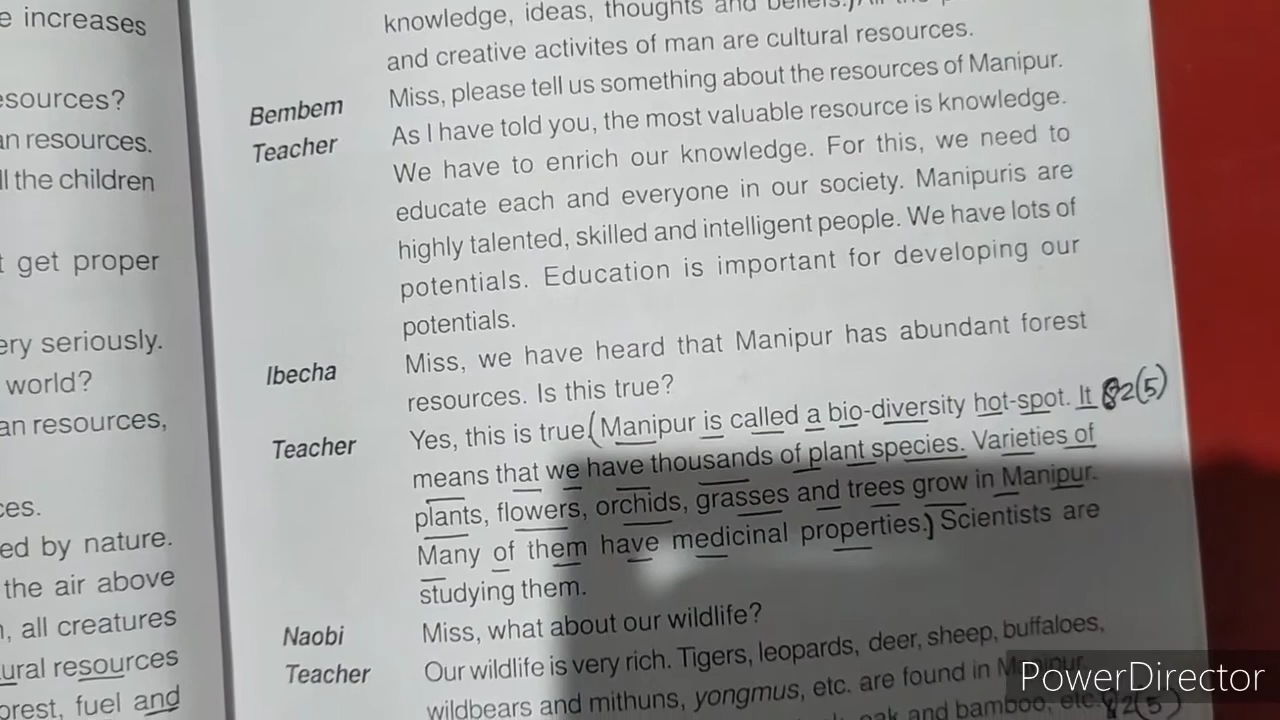 e increases
esources?
an resources.
ll the children
t get proper
ery seriously.
world?
an resources,
ces.
ed by nature.
the air above
, all creatures
ural resources
orest, fuel and
knowledge, ideas, thoughts and
and creative activites of man are cultural resources.
Bembem Miss, please tell us something about the resources of Manipur.
Teacher As I have told you, the most valuable resource is knowledge.
We have to enrich our knowledge. For this, we need to
educate each and everyone in our society. Manipuris are
highly talented, skilled and intelligent people. We have lots of
potentials. Education is important for developing our
potentials.
Ibecha Miss, we have heard that Manipur has abundant forest
resources. Is this true?
Teacher Yes, this is true(Manipur is called a bio-diversity hot-spot. It 2(5)
means that we have thousands of plant species. Varieties of
plants, flowers, orchids, grasses and trees grow in Manipur.
Many of them have medicinal properties.) Scientists are
studying them.
Naobi Miss, what about our wildlife?
Teacher Our wildlife is very rich. Tigers, leopards, deer, sheep, buffaloes,
wildbears and mithuns, yongmus, etc. are found in Manipur.
oak and bamboo, etc. 2(5)
PowerDirector